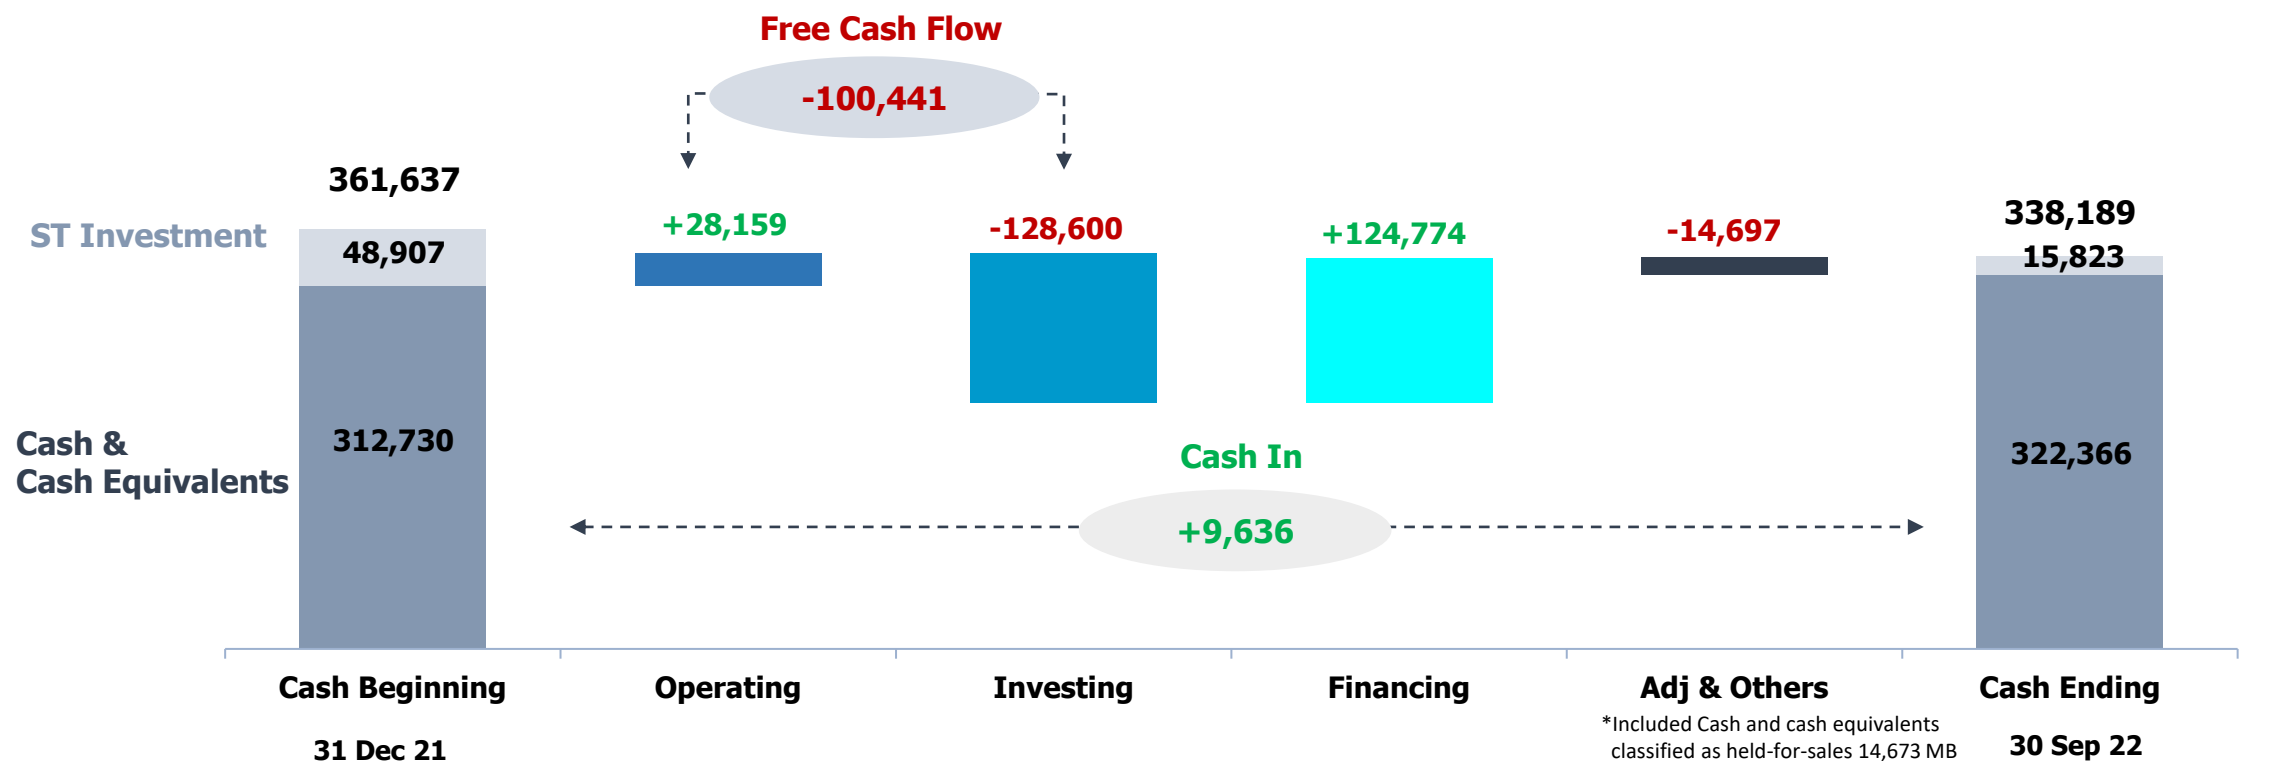 Free Cash Flow
-100,441
361,637
ST Investment
48,907
+28,159
-128,600
+124,774
-14,697
338,189
15,823
Cash &
Cash Equivalents
312,730
322,366
Cash In
+9,636
Cash Beginning
Operating
Investing
Financing
Adj & Others
Cash Ending
*Included Cash and cash equivalents
classified as held-for-sales 14,673 MB
31 Dec 21
30 Sep 22